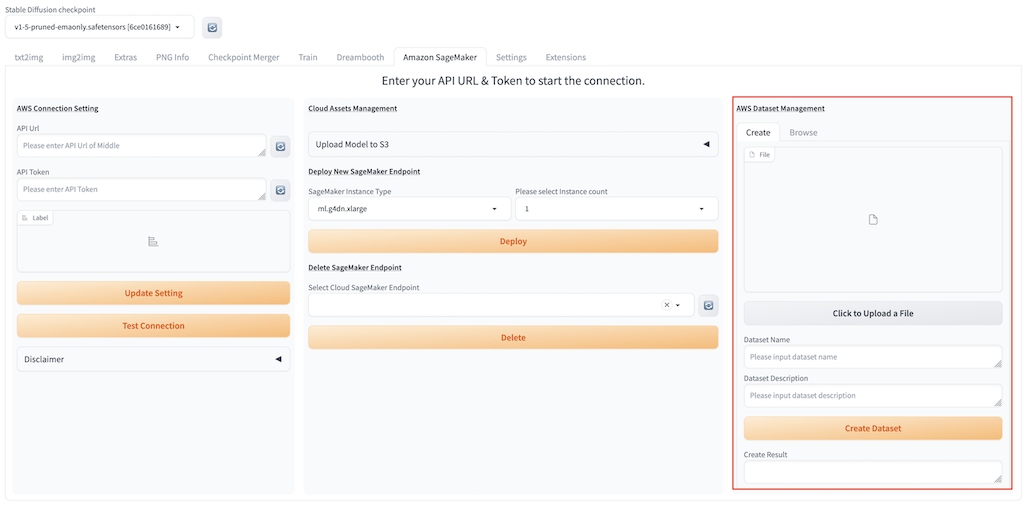 Stable Diffusion checkpoint
v1-5-pruned-emaonly.safetensors [6ce0161689]
txt2img img2img Extras PNG Info Checkpoint Merger Train Dreambooth Amazon SageMaker Settings Extensions
Enter your API URL & Token to start the connection.
AWS Connection Setting
API Url
Please enter API Url of Middle
API Token
Please enter API Token
Label
Update Setting
Test Connection
Disclaimer
Cloud Assets Management
Upload Model to S3
Deploy New SageMaker Endpoint
SageMaker Instance Type Please select Instance count
ml.g4dn.xlarge 1
Deploy
Delete SageMaker Endpoint
Select Cloud SageMaker Endpoint
Delete
AWS Dataset Management
Create Browse
File
Click to Upload a File
Dataset Name
Please input dataset name
Dataset Description
Please input dataset description
Create Dataset
Create Result